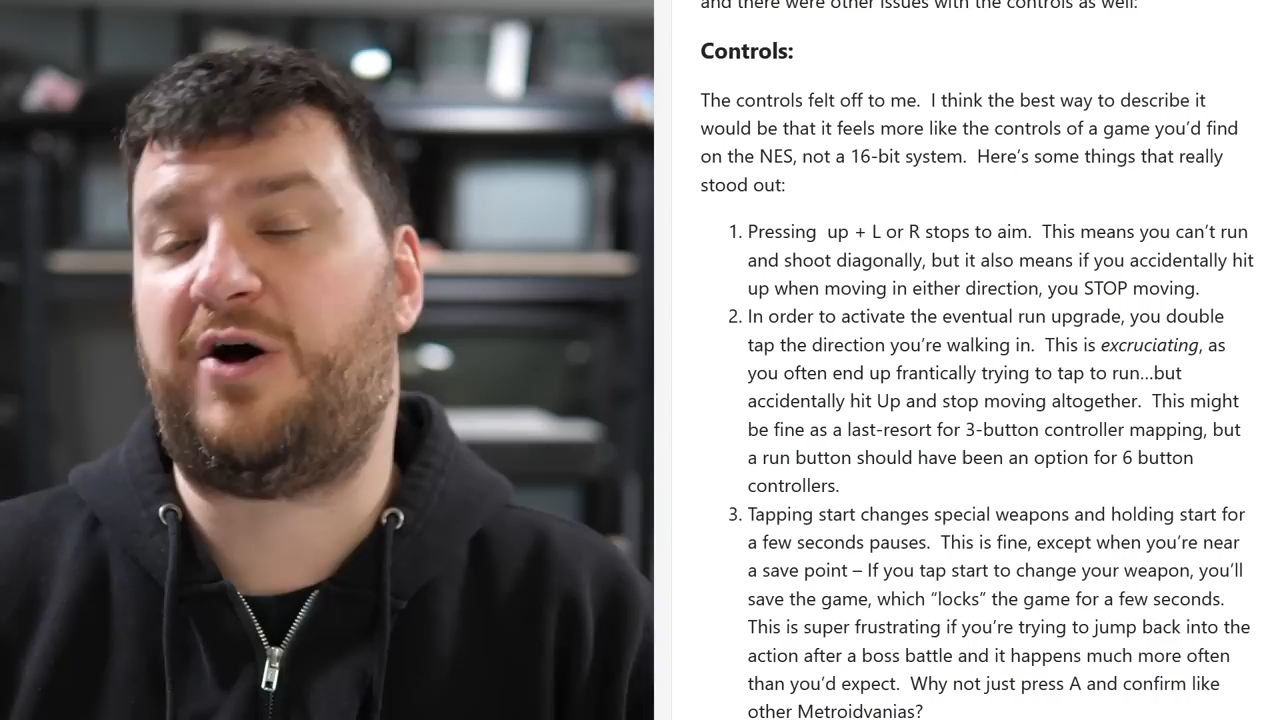 and there were other issues with the controls as well:
Controls:
The controls felt off to me.  I think the best way to describe it
would be that it feels more like the controls of a game you’d find
on the NES, not a 16-bit system.  Here’s some things that really
stood out:
1. Pressing  up + L or R stops to aim.  This means you can’t run
and shoot diagonally, but it also means if you accidentally hit
up when moving in either direction, you STOP moving.
2. In order to activate the eventual run upgrade, you double
tap the direction you’re walking in.  This is excruciating, as
you often end up frantically trying to tap to run…but
accidentally hit Up and stop moving altogether.  This might
be fine as a last-resort for 3-button controller mapping, but
a run button should have been an option for 6 button
controllers.
3. Tapping start changes special weapons and holding start for
a few seconds pauses.  This is fine, except when you’re near
a save point – If you tap start to change your weapon, you’ll
save the game, which “locks” the game for a few seconds.
This is super frustrating if you’re trying to jump back into the
action after a boss battle and it happens much more often
than you’d expect.  Why not just press A and confirm like
other Metroidvanias?